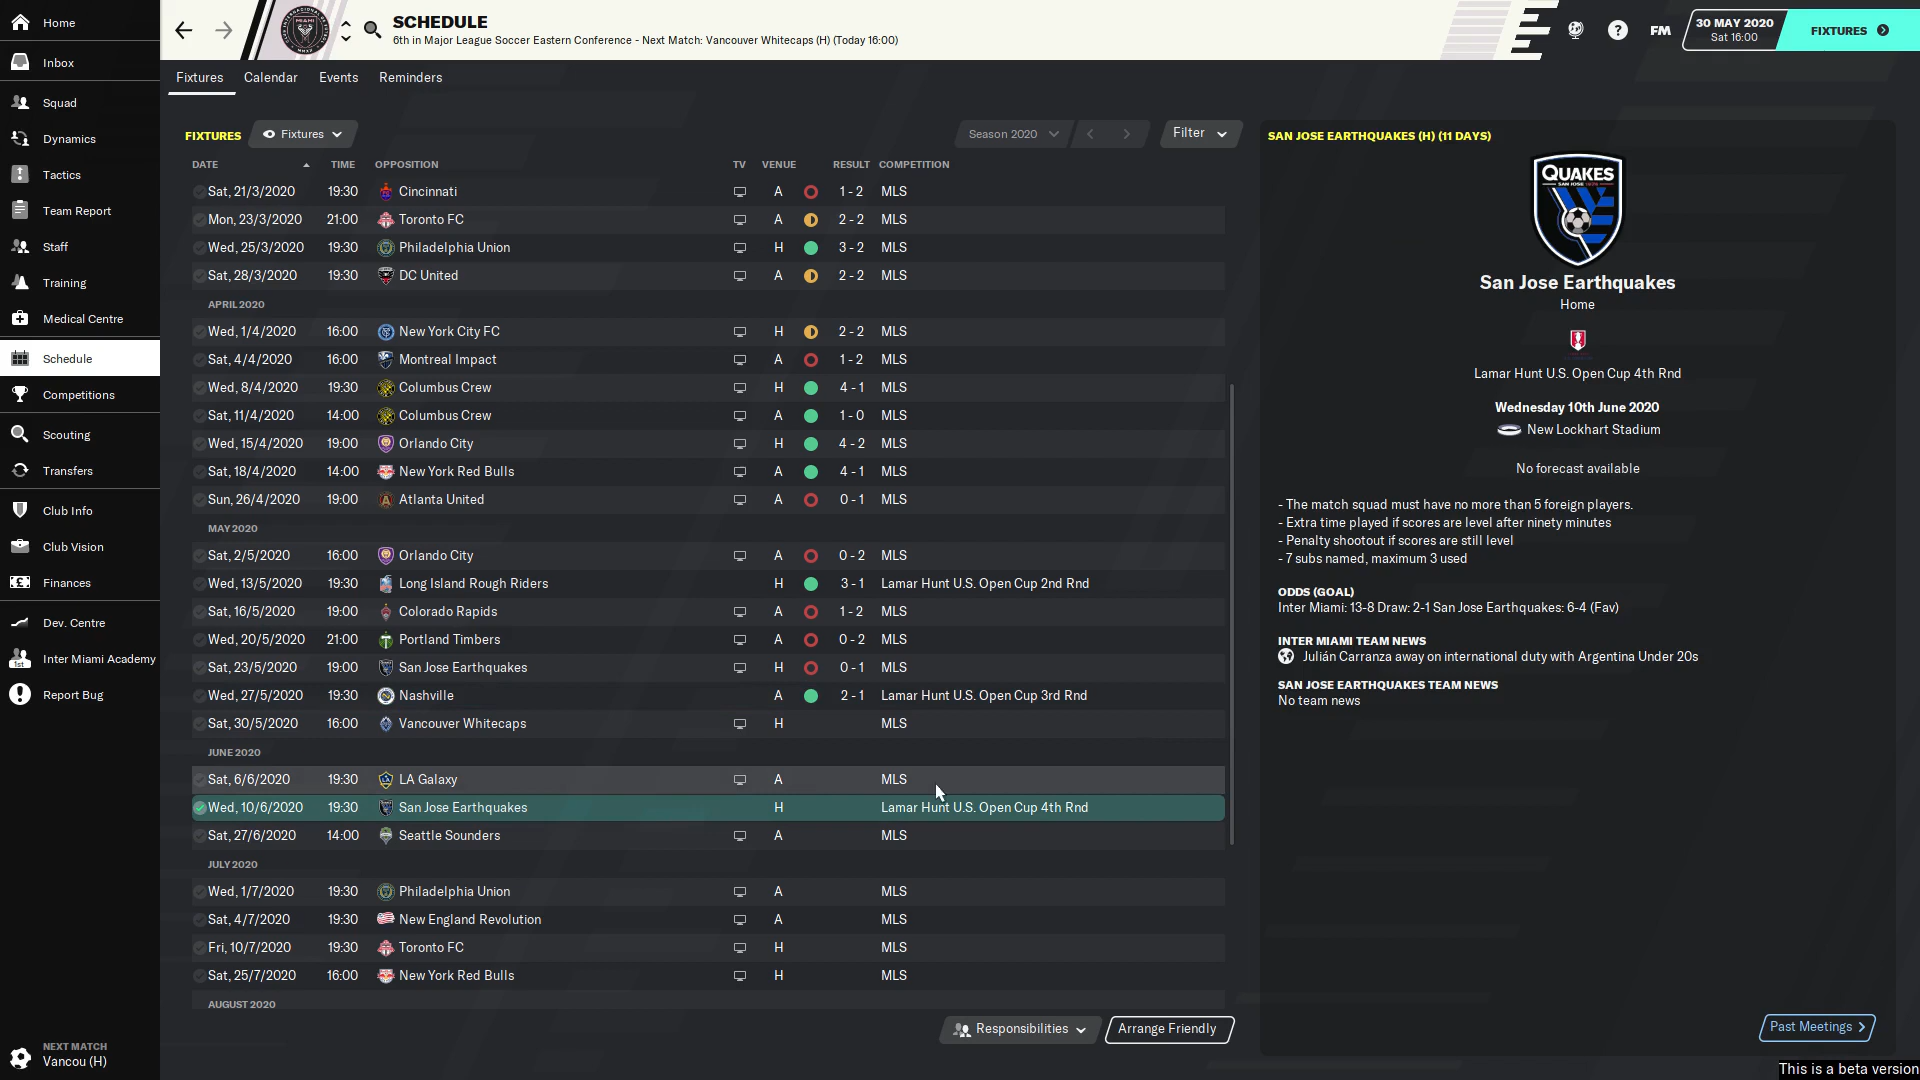 Home
Inbox
Squad
Dynamics
Tactics
Team Report
Staff
Training
Medical Centre
Schedule
Competitions
Scouting
Transfers
Club Info
Club Vision
Finances
Dev. Centre
1st Inter Miami Academy
Report Bug
NEXT MATCH
Vancou (H)
MIAMI
SCHEDULE
6th in Major League Soccer Eastern Conference - Next Match: Vancouver Whitecaps (H) (Today 16:00)
? FM
30 MAY 2020
Sat 16:00
FIXTURES
Fixtures Calendar Events Reminders
FIXTURES Fixtures Season 2020 Filter
DATE TIME OPPOSITION TV VENUE RESULT COMPETITION
Sat, 21/3/2020 19:30 Cincinnati A 1 - 2 MLS
Mon, 23/3/2020 21:00 Toronto FC A 2 - 2 MLS
Wed, 25/3/2020 19:30 Philadelphia Union H 3 - 2 MLS
Sat, 28/3/2020 19:30 DC United A 2 - 2 MLS
APRIL 2020
Wed, 1/4/2020 16:00 New York City FC H 2 - 2 MLS
Sat, 4/4/2020 16:00 Montreal Impact A 1 - 2 MLS
Wed, 8/4/2020 19:30 Columbus Crew H 4 - 1 MLS
Sat, 11/4/2020 14:00 Columbus Crew A 1 - 0 MLS
Wed, 15/4/2020 19:00 Orlando City H 4 - 2 MLS
Sat, 18/4/2020 14:00 New York Red Bulls A 4 - 1 MLS
Sun, 26/4/2020 19:00 Atlanta United A 0 - 1 MLS
MAY 2020
Sat, 2/5/2020 16:00 Orlando City A 0 - 2 MLS
Wed, 13/5/2020 19:30 Long Island Rough Riders H 3 - 1 Lamar Hunt U.S. Open Cup 2nd Rnd
Sat, 16/5/2020 19:00 Colorado Rapids A 1 - 2 MLS
Wed, 20/5/2020 21:00 Portland Timbers A 0 - 2 MLS
Sat, 23/5/2020 19:00 San Jose Earthquakes H 0 - 1 MLS
Wed, 27/5/2020 19:30 Nashville A 2 - 1 Lamar Hunt U.S. Open Cup 3rd Rnd
Sat, 30/5/2020 16:00 Vancouver Whitecaps H MLS
JUNE 2020
Sat, 6/6/2020 19:30 LA Galaxy A MLS
Wed, 10/6/2020 19:30 San Jose Earthquakes H Lamar Hunt U.S. Open Cup 4th Rnd
Sat, 27/6/2020 14:00 Seattle Sounders A MLS
JULY 2020
Wed, 1/7/2020 19:30 Philadelphia Union A MLS
Sat, 4/7/2020 19:30 New England Revolution A MLS
Fri, 10/7/2020 19:30 Toronto FC H MLS
Sat, 25/7/2020 16:00 New York Red Bulls H MLS
AUGUST 2020
Responsibilities Arrange Friendly
SAN JOSE EARTHQUAKES (H) (11 DAYS)
QUAKES
San Jose Earthquakes
Home
Lamar Hunt U.S. Open Cup 4th Rnd
Wednesday 10th June 2020
New Lockhart Stadium
No forecast available
- The match squad must have no more than 5 foreign players.
- Extra time played if scores are level after ninety minutes
- Penalty shootout if scores are still level
- 7 subs named, maximum 3 used
ODDS (GOAL)
Inter Miami: 13-8 Draw: 2-1 San Jose Earthquakes: 6-4 (Fav)
INTER MIAMI TEAM NEWS
Julián Carranza away on international duty with Argentina Under 20s
SAN JOSE EARTHQUAKES TEAM NEWS
No team news
Past Meetings
This is a beta version